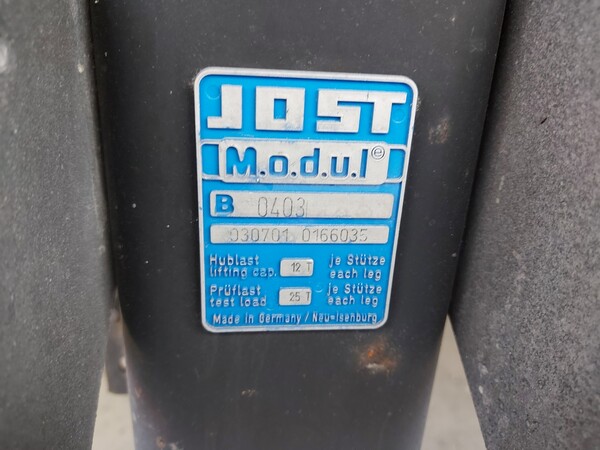 JOST
M.o.d.u.l ®
B 0403
030701 0166035
Hublast 12 T je Stütze
lifting cap. each leg
Prüflast 25 T je Stütze
test load each leg
Made in Germany / Neu-Isenburg